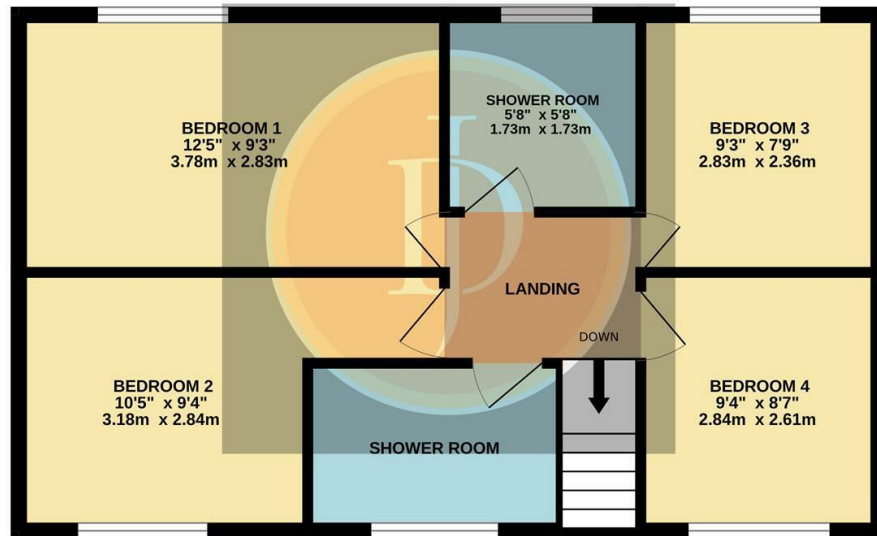 BEDROOM 1
12'5" x 9'3"
3.78m x 2.83m
SHOWER ROOM
5'8" x 5'8"
1.73m x 1.73m
BEDROOM 3
9'3" x 7'9"
2.83m x 2.36m
LANDING
DOWN
BEDROOM 2
10'5" x 9'4"
3.18m x 2.84m
SHOWER ROOM
BEDROOM 4
9'4" x 8'7"
2.84m x 2.61m
JD